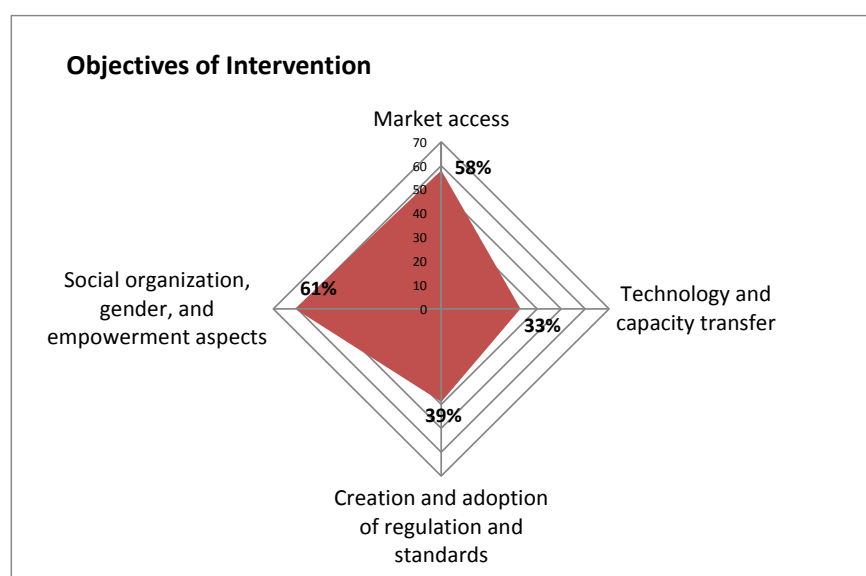 Objectives of Intervention
Market access
70
60
58%
50
40
30
20
10
0
Social organization,
gender, and
empowerment aspects
61%
Technology and
capacity transfer
33%
39%
Creation and adoption
of regulation and
standards